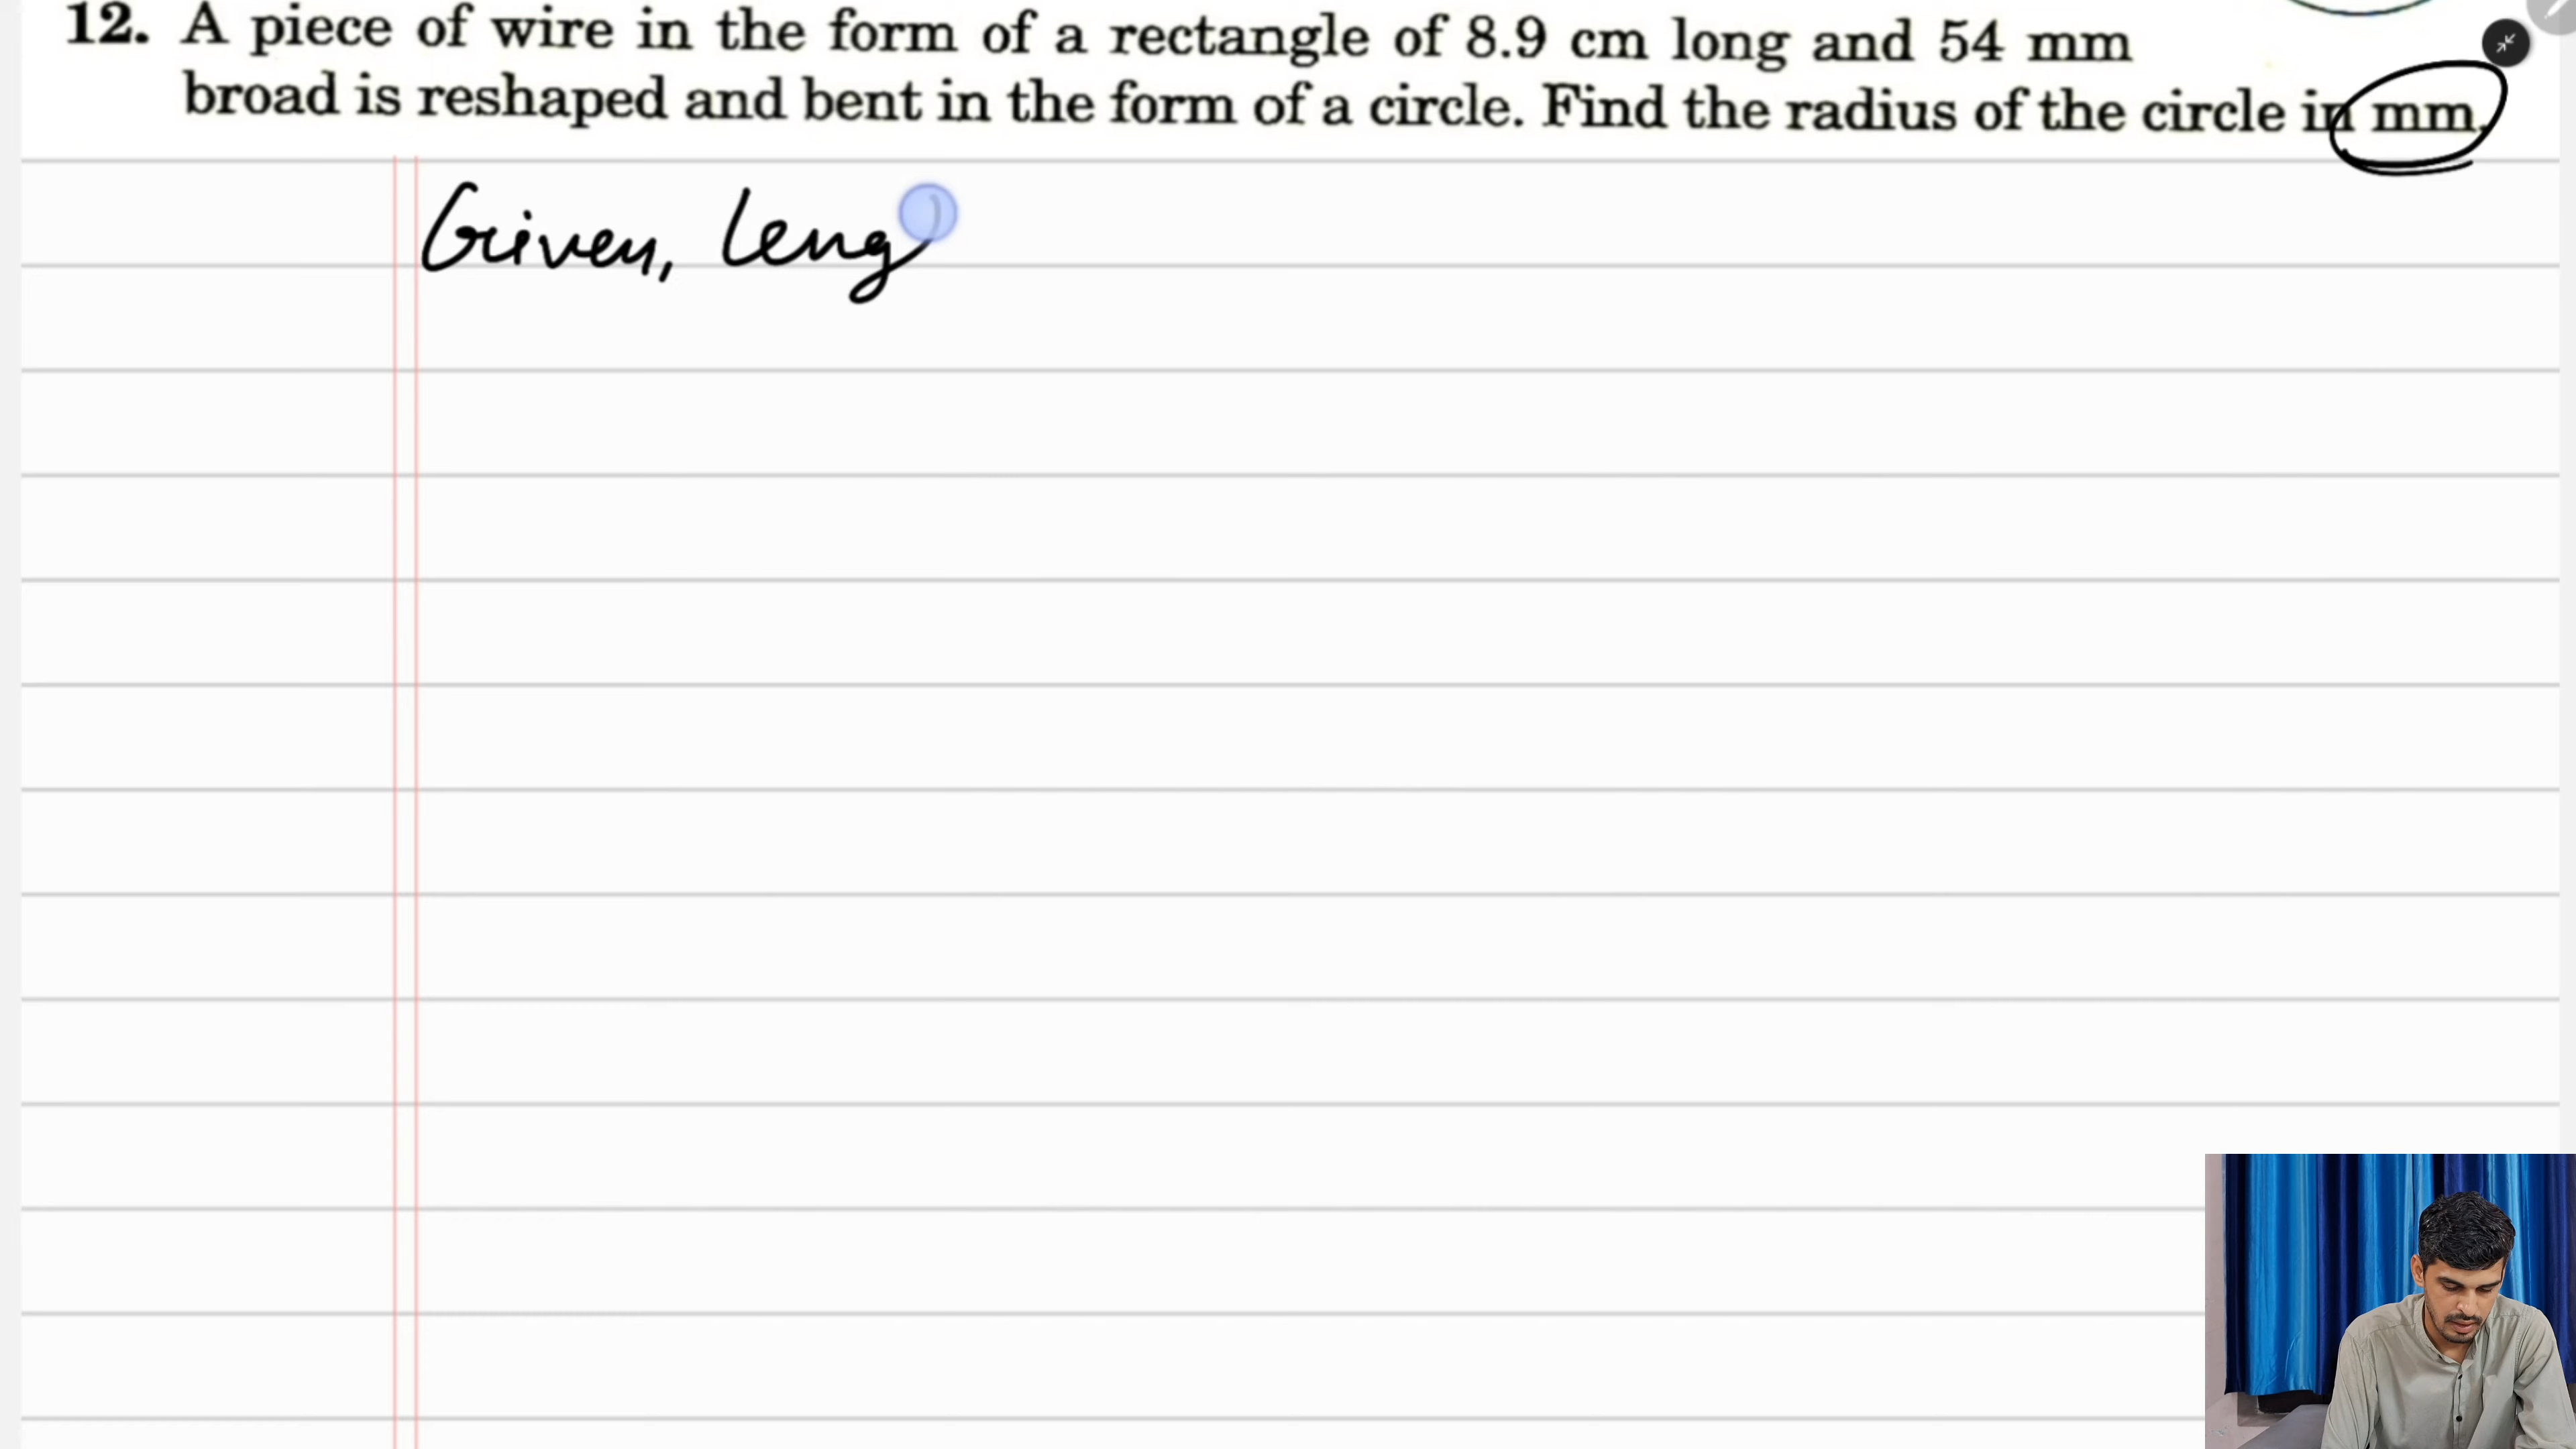 12. A piece of wire in the form of a rectangle of 8.9 cm long and 54 mm
broad is reshaped and bent in the form of a circle. Find the radius of the circle in mm.
Given, leng